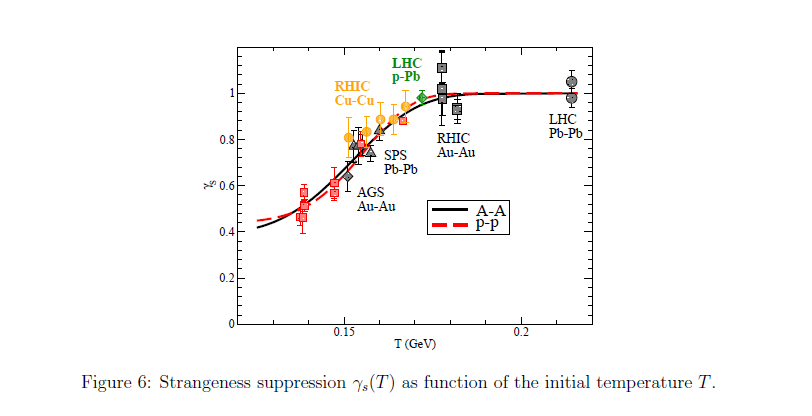 LHC
p-Pb
RHIC
Cu-Cu
1
0.8
0.6
0.4
0.2
0
γs
RHIC
Au-Au
LHC
Pb-Pb
SPS
Pb-Pb
AGS
Au-Au
A-A
p-p
0.15
0.2
T (GeV)
Figure 6: Strangeness suppression γs(T) as function of the initial temperature T.